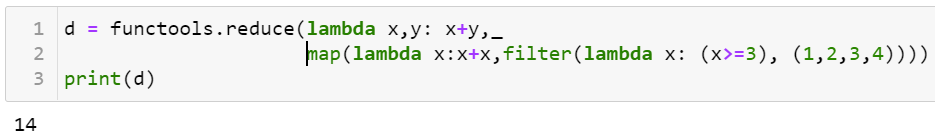 1 d = functools.reduce(lambda x,y: x+y,_
2 map(lambda x:x+x,filter(lambda x: (x>=3), (1,2,3,4))))
3 print(d)
14